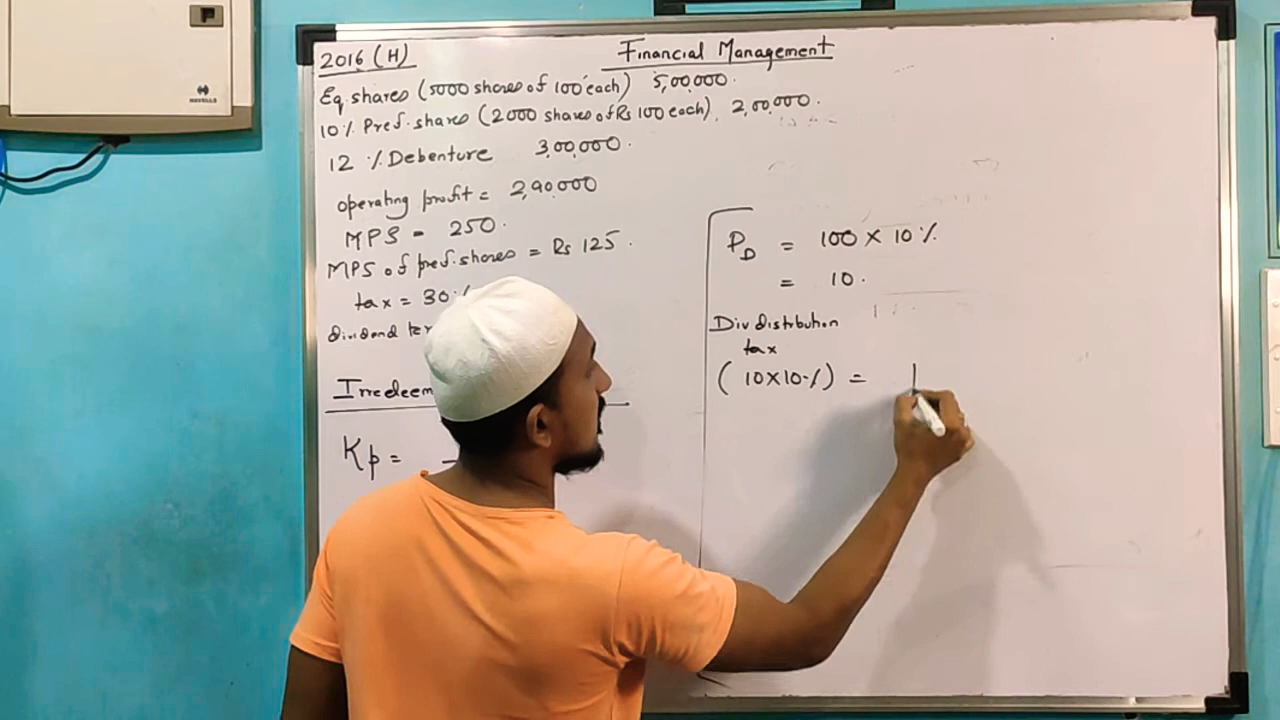 2016 (H)
Financial Management
Eq. shares (5000 shares of 100 each) 5,00,000.
10% Pref. shares (2000 shares of Rs 100 each). 2,00,000.
12 % Debenture 3,00,000.
operating profit = 2,90,000
MPS = 250.
MPS of pref. shares = Rs 125.
tax = 30%
dividend
Kp =
PD = 100 × 10%
= 10.
Div distribution
tax
(10×10%) = 1
HAVELLS